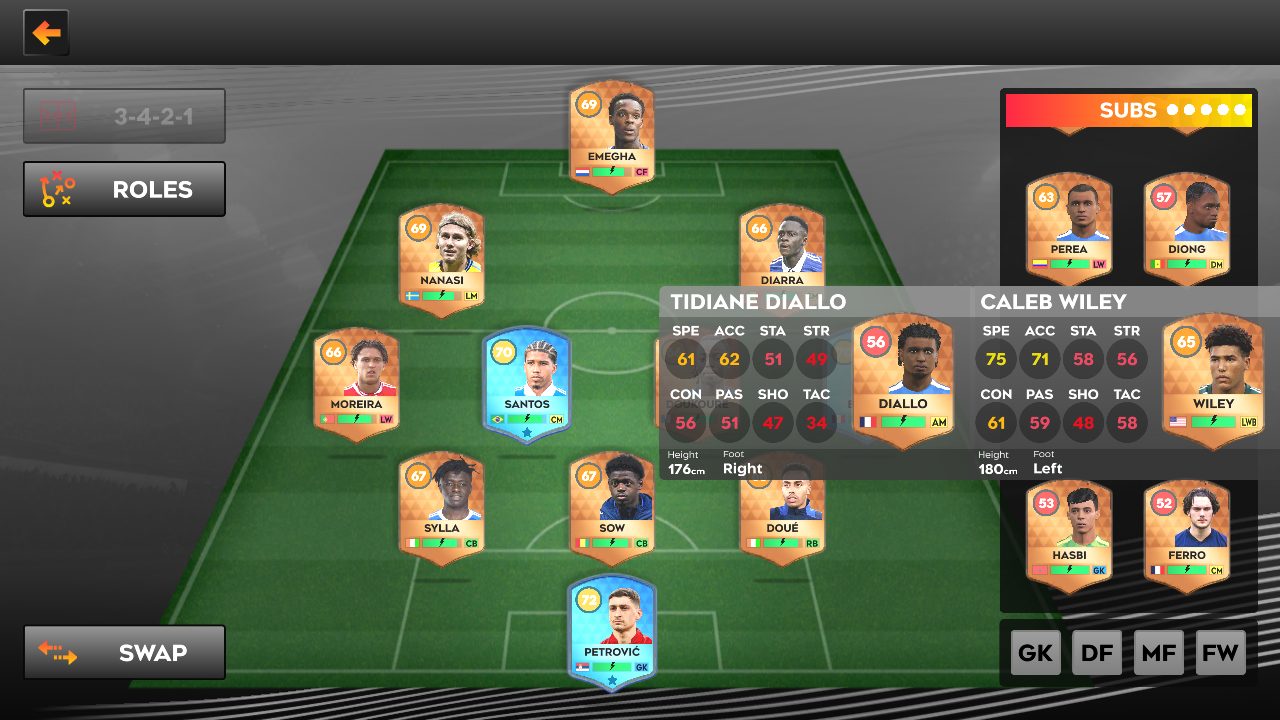 3-4-2-1
ROLES
SWAP
69
EMEGHA
CF
69
NANASI
LM
66
DIARRA
66
MOREIRA
LW
70
SANTOS
CM
DOUKOURÉ
67
SYLLA
CB
67
SOW
CB
DOUÉ
RB
72
PETROVIĆ
GK
SUBS
63
PEREA
LW
57
DIONG
DM
TIDIANE DIALLO
SPE ACC STA STR
61 62 51 49
CON PAS SHO TAC
56 51 47 34
Height Foot
176cm Right
56
DIALLO
AM
CALEB WILEY
SPE ACC STA STR
75 71 58 56
CON PAS SHO TAC
61 59 48 58
Height Foot
180cm Left
65
WILEY
LWB
53
HASBI
GK
52
FERRO
CM
GK DF MF FW